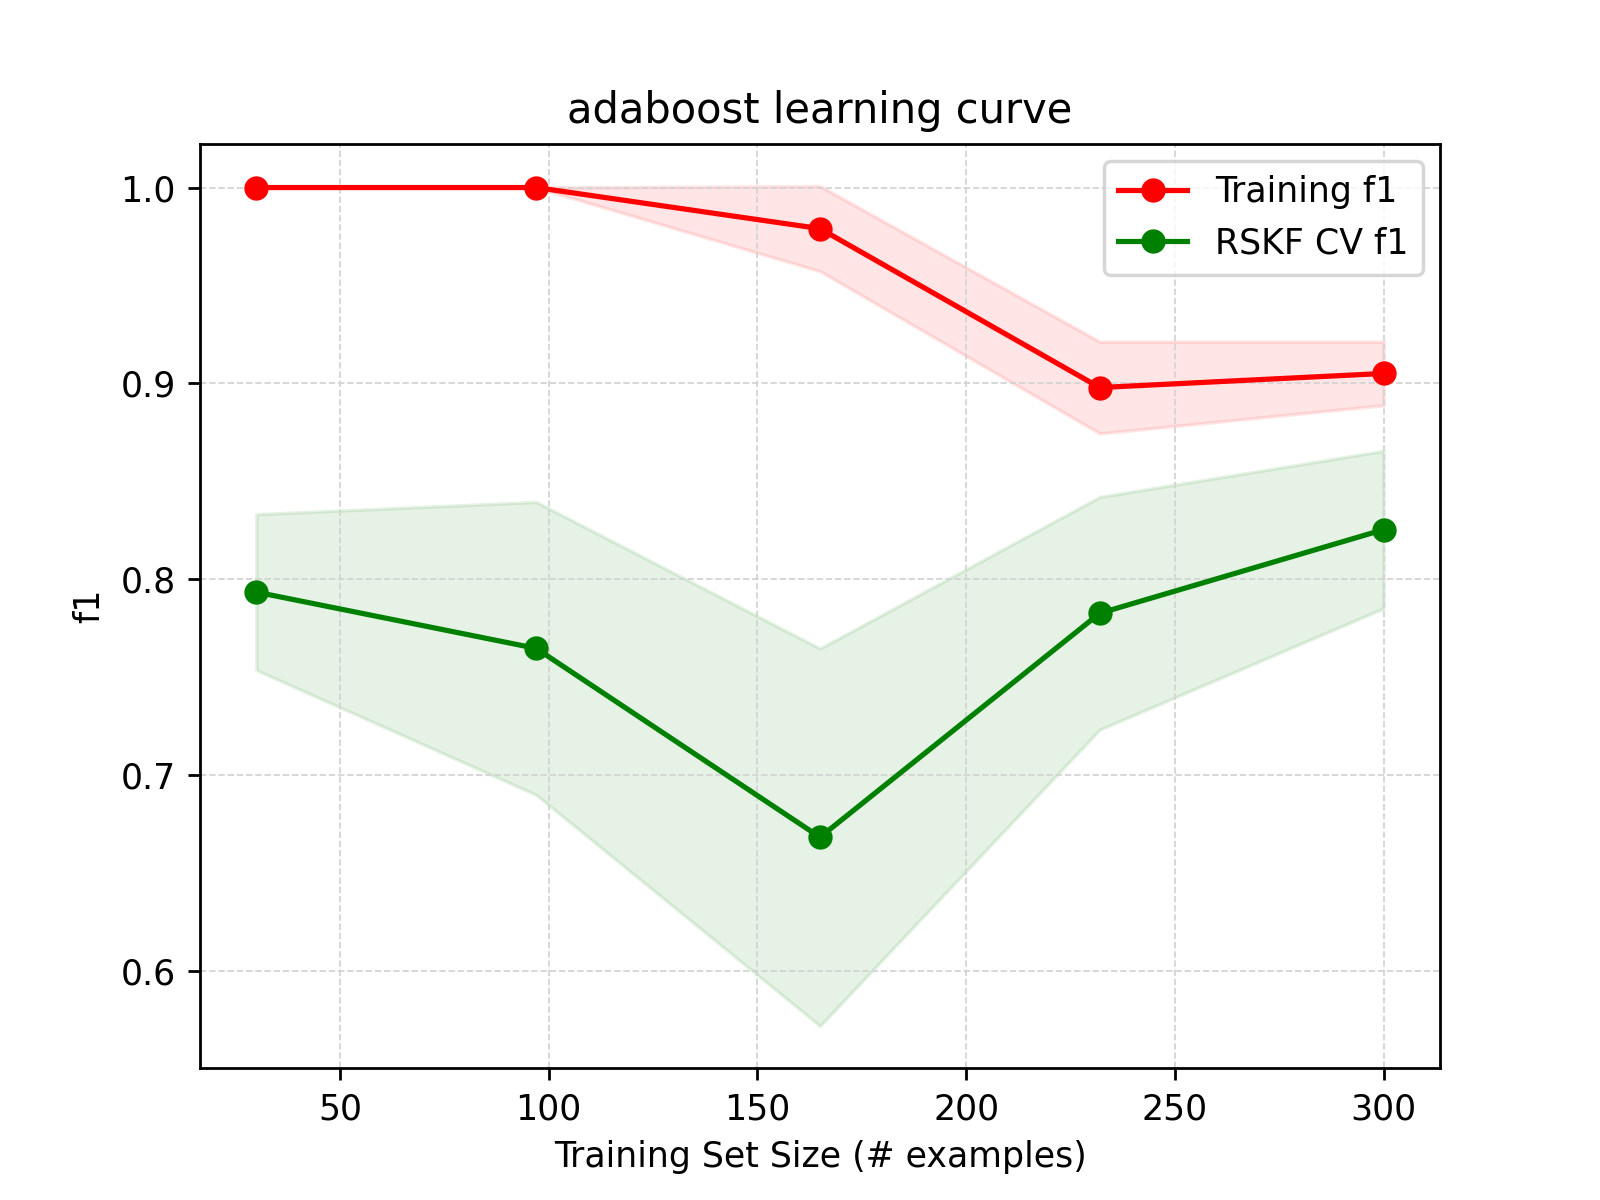 adaboost learning curve
Training f1
RSKF CV f1
1.0
0.9
0.8
0.7
0.6
f1
50 100 150 200 250 300
Training Set Size (# examples)